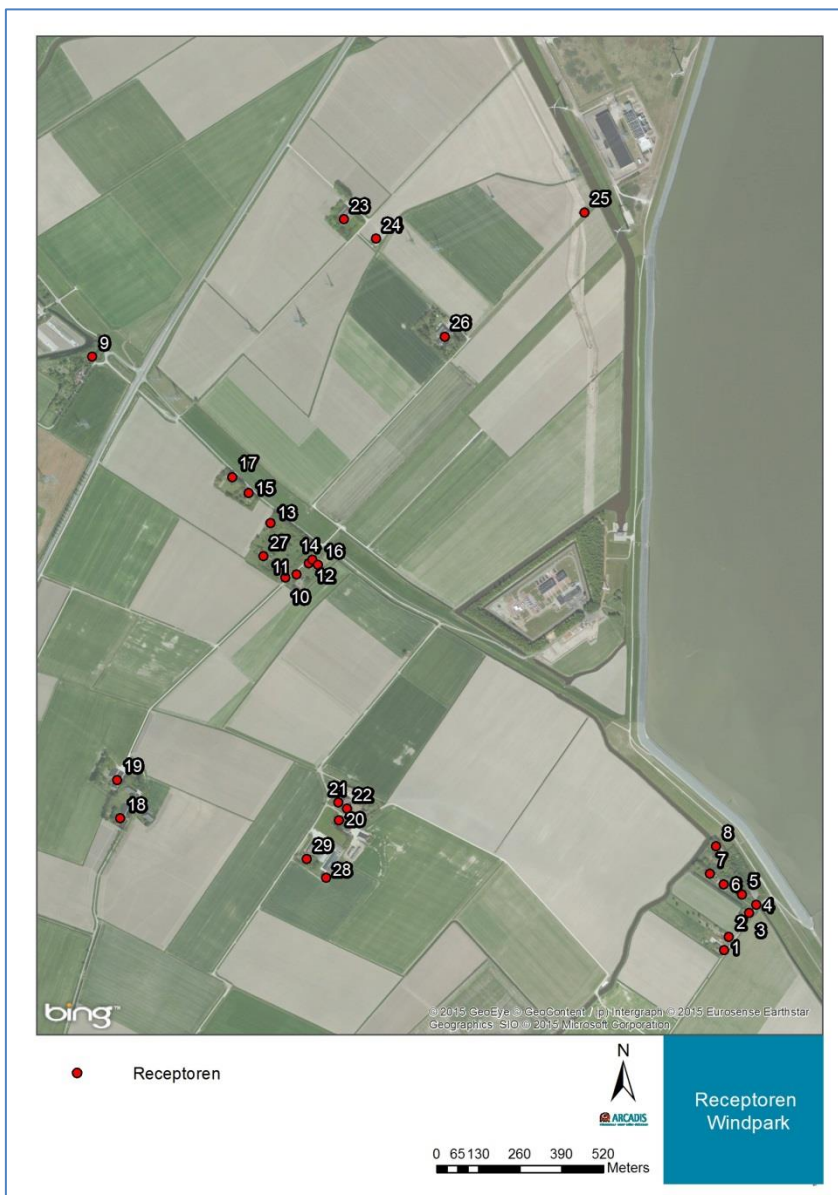 23
24
25
26
9
17
15
13
27
14
16
11
12
10
19
18
21
22
20
29
28
8
7
6
5
4
2
3
1
bing™
© 2015 GeoEye © GeoContent / (p) Intergraph © 2015 Eurosense Earthstar
Geographics SIO © 2015 Microsoft Corporation
Receptoren
N
ARCADIS
0 65 130 260 390 520
Meters
Receptoren
Windpark